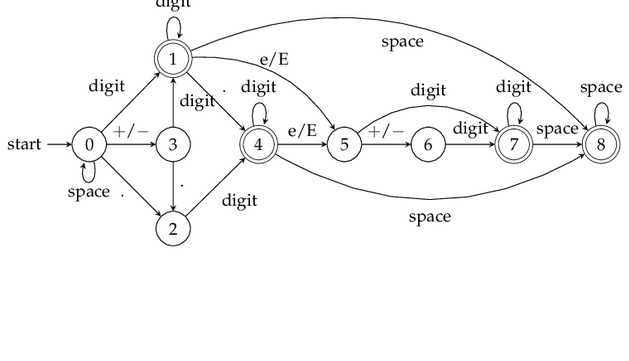 digit
space
1
e/E
digit
.
digit
digit
digit
digit
space
start
0
+/−
3
4
e/E
5
+/−
6
digit
7
space
8
space
.
.
digit
space
2